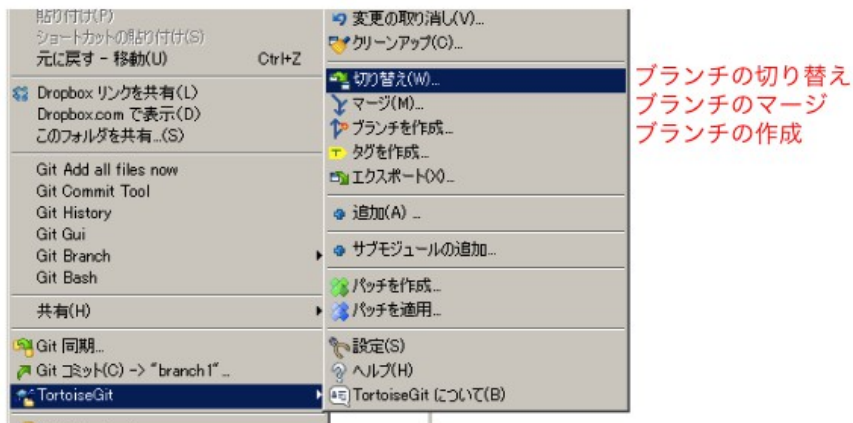 貼り付け(P)
ショートカットの貼り付け(S)
元に戻す - 移動(U) Ctrl+Z
Dropbox リンクを共有(L)
Dropbox.com で表示(D)
このフォルダを共有...(S)
Git Add all files now
Git Commit Tool
Git History
Git Gui
Git Branch
Git Bash
共有(H)
Git 同期...
Git コミット(C) -> "branch1"...
TortoiseGit
変更の取り消し(V)...
クリーンアップ(C)...
切り替え(W)...
マージ(M)...
ブランチを作成...
タグを作成...
エクスポート(X)...
追加(A) ...
サブモジュールの追加...
パッチを作成...
パッチを適用...
設定(S)
ヘルプ(H)
TortoiseGit について(B)
ブランチの切り替え
ブランチのマージ
ブランチの作成